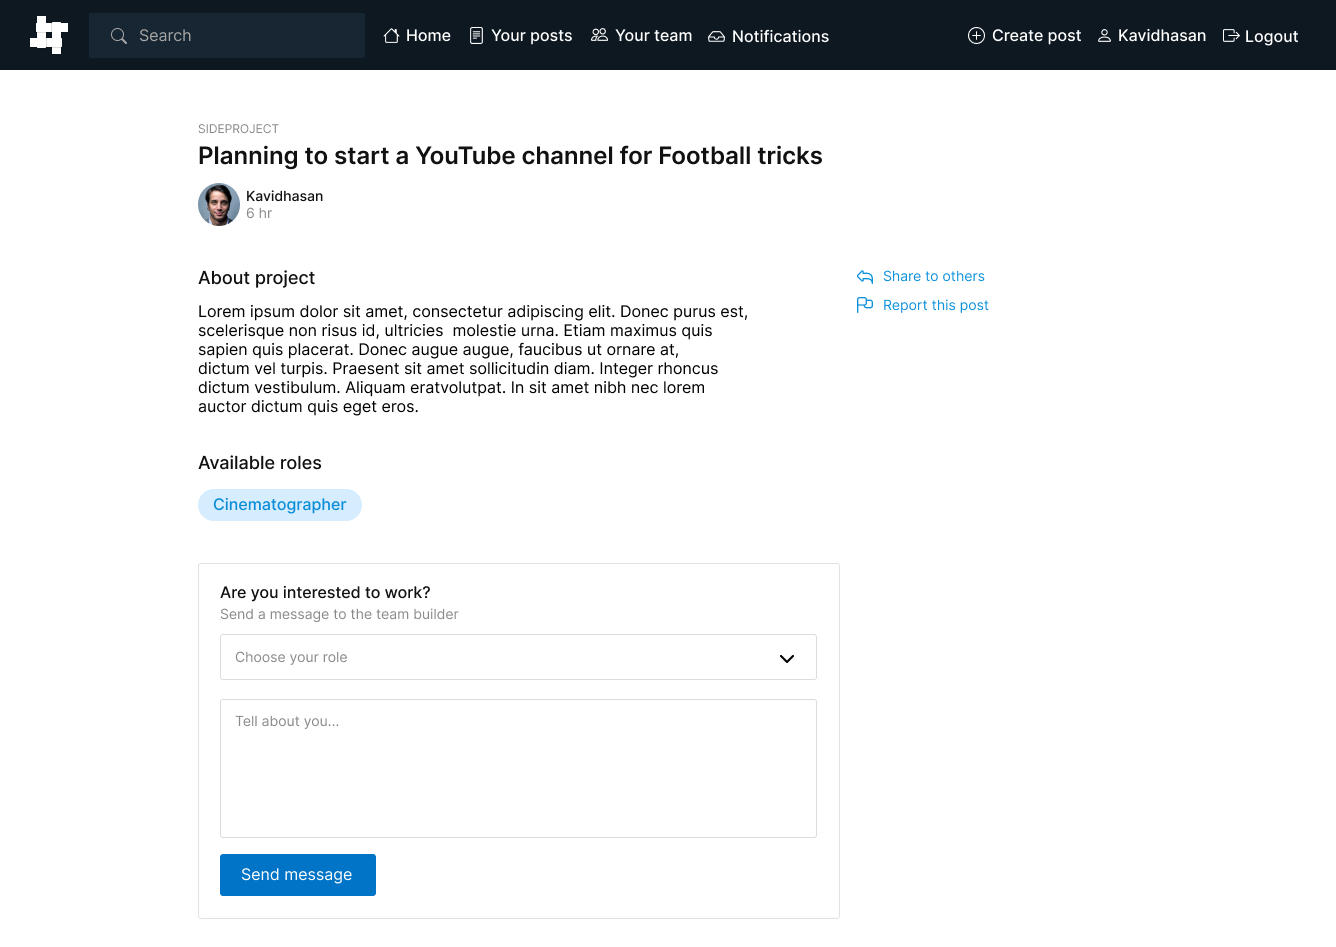 Search
Home
Your posts
Your team
Notifications
Create post
Kavidhasan
Logout
SIDEPROJECT
Planning to start a YouTube channel for Football tricks
Kavidhasan
6 hr
About project
Share to others
Report this post
Lorem ipsum dolor sit amet, consectetur adipiscing elit. Donec purus est,
scelerisque non risus id, ultricies  molestie urna. Etiam maximus quis
sapien quis placerat. Donec augue augue, faucibus ut ornare at,
dictum vel turpis. Praesent sit amet sollicitudin diam. Integer rhoncus
dictum vestibulum. Aliquam eratvolutpat. In sit amet nibh nec lorem
auctor dictum quis eget eros.
Available roles
Cinematographer
Are you interested to work?
Send a message to the team builder
Choose your role
Tell about you...
Send message